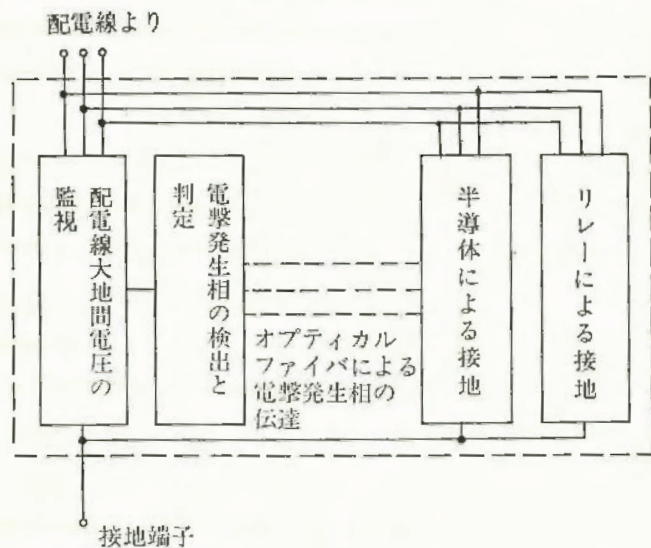 配電線より
配電線大地間電圧の
監視
電撃発生相の検出と
判定
オプティカル
ファイバによる
電撃発生相の
伝達
半導体による接地
リレーによる接地
接地端子